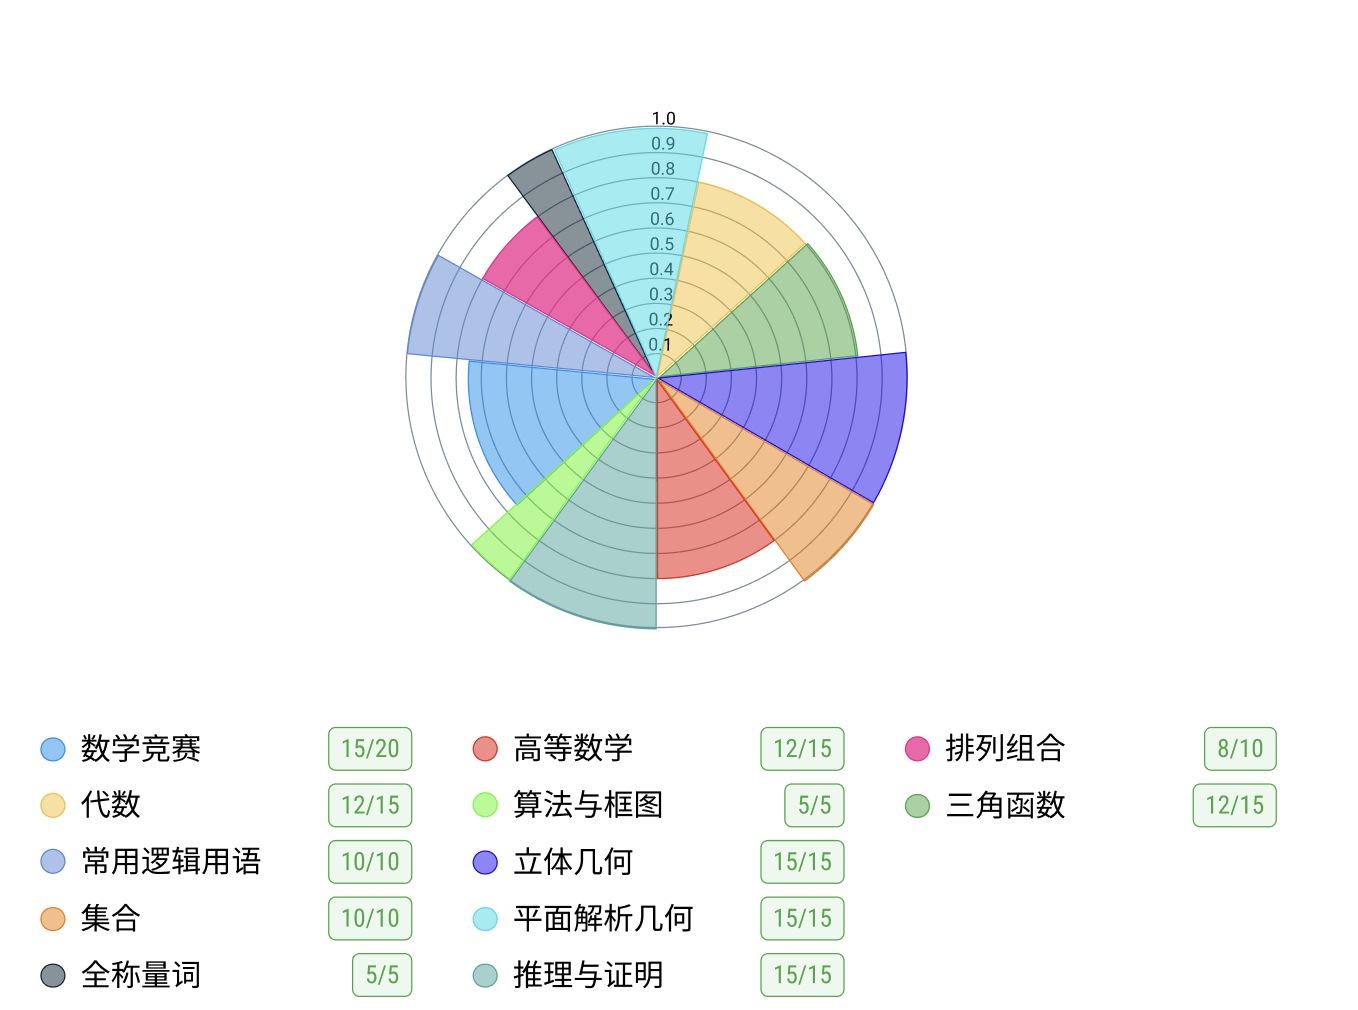 1.0
0.9
0.8
0.7
0.6
0.5
0.4
0.3
0.2
0.1
数学竞赛 15/20
高等数学 12/15
排列组合 8/10
代数 12/15
算法与框图 5/5
三角函数 12/15
常用逻辑用语 10/10
立体几何 15/15
集合 10/10
平面解析几何 15/15
全称量词 5/5
推理与证明 15/15